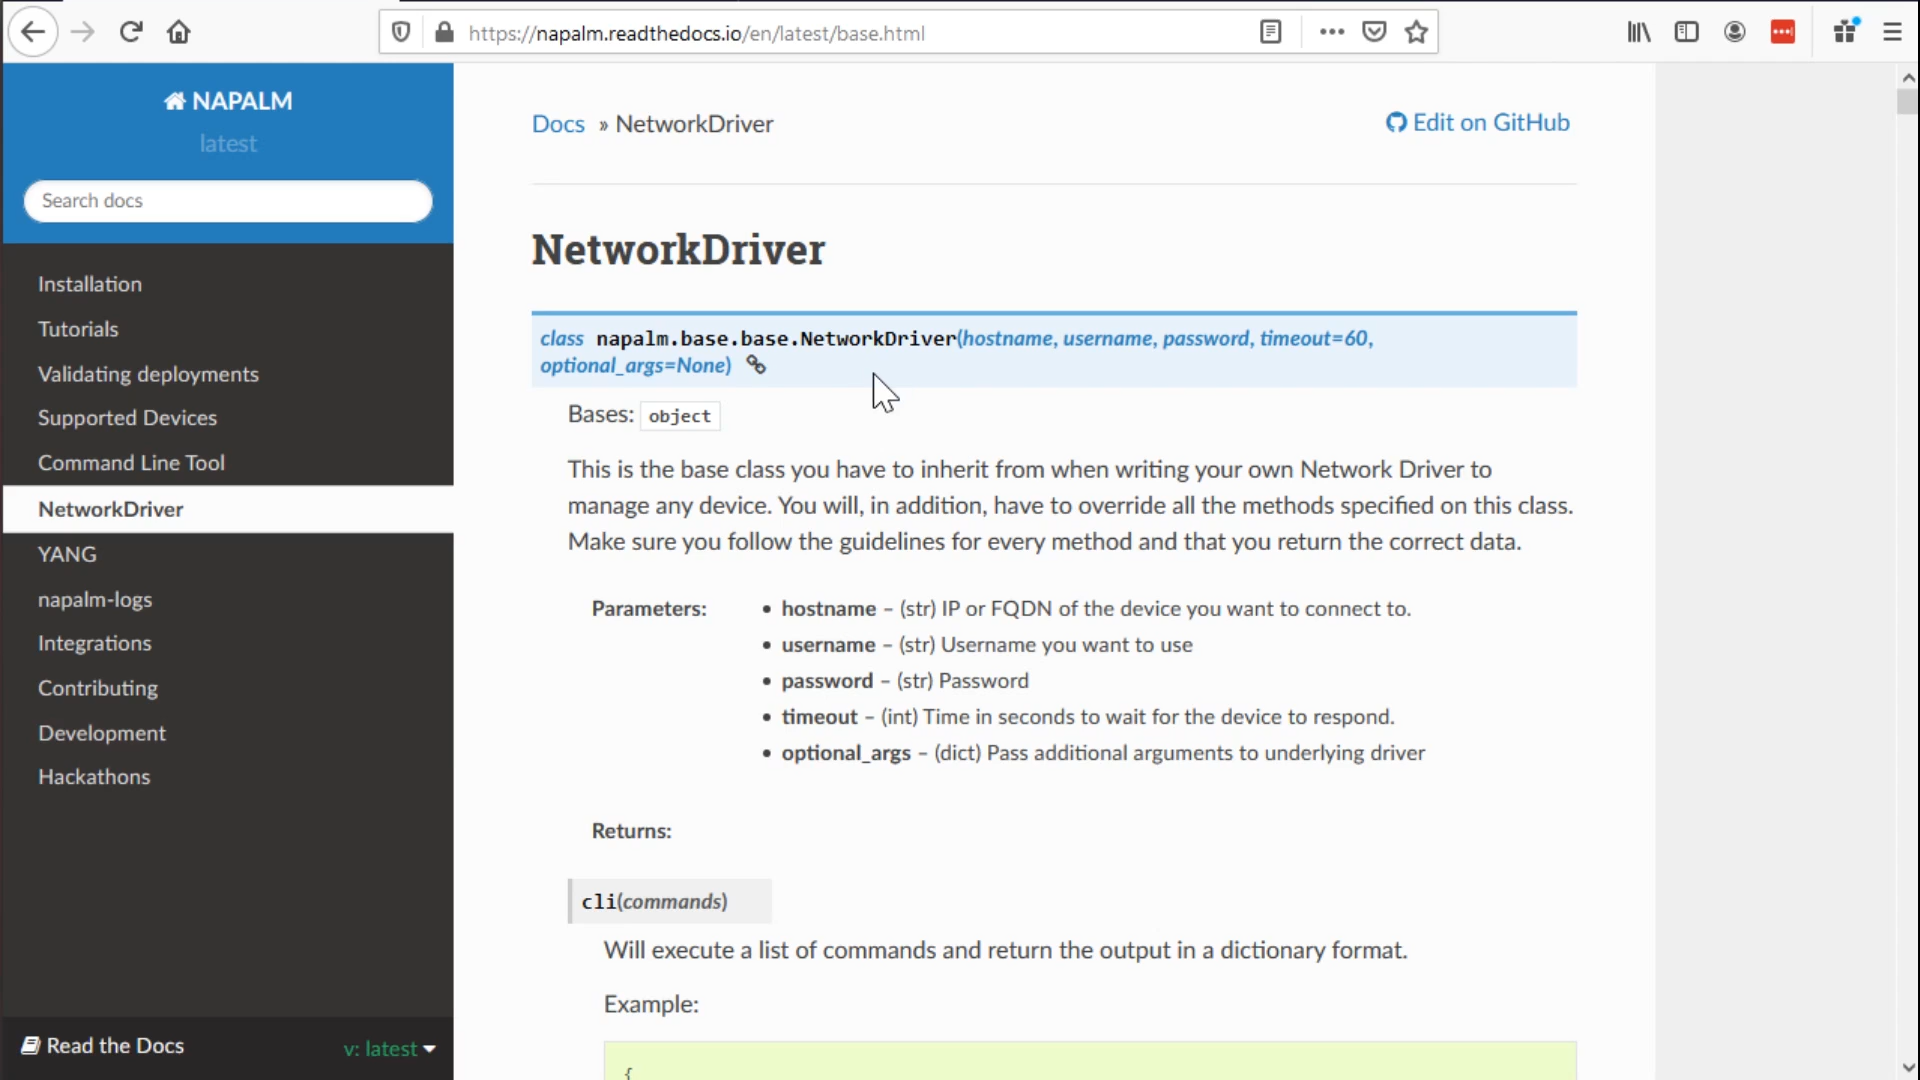 https://napalm.readthedocs.io/en/latest/base.html
NAPALM
latest
Search docs
Installation
Tutorials
Validating deployments
Supported Devices
Command Line Tool
NetworkDriver
YANG
napalm-logs
Integrations
Contributing
Development
Hackathons
Read the Docs
v: latest
Docs » NetworkDriver
Edit on GitHub
NetworkDriver
class napalm.base.base.NetworkDriver(hostname, username, password, timeout=60,
optional_args=None)
Bases: object
This is the base class you have to inherit from when writing your own Network Driver to
manage any device. You will, in addition, have to override all the methods specified on this class.
Make sure you follow the guidelines for every method and that you return the correct data.
Parameters:
• hostname – (str) IP or FQDN of the device you want to connect to.
• username – (str) Username you want to use
• password – (str) Password
• timeout – (int) Time in seconds to wait for the device to respond.
• optional_args – (dict) Pass additional arguments to underlying driver
Returns:
cli(commands)
Will execute a list of commands and return the output in a dictionary format.
Example:
{